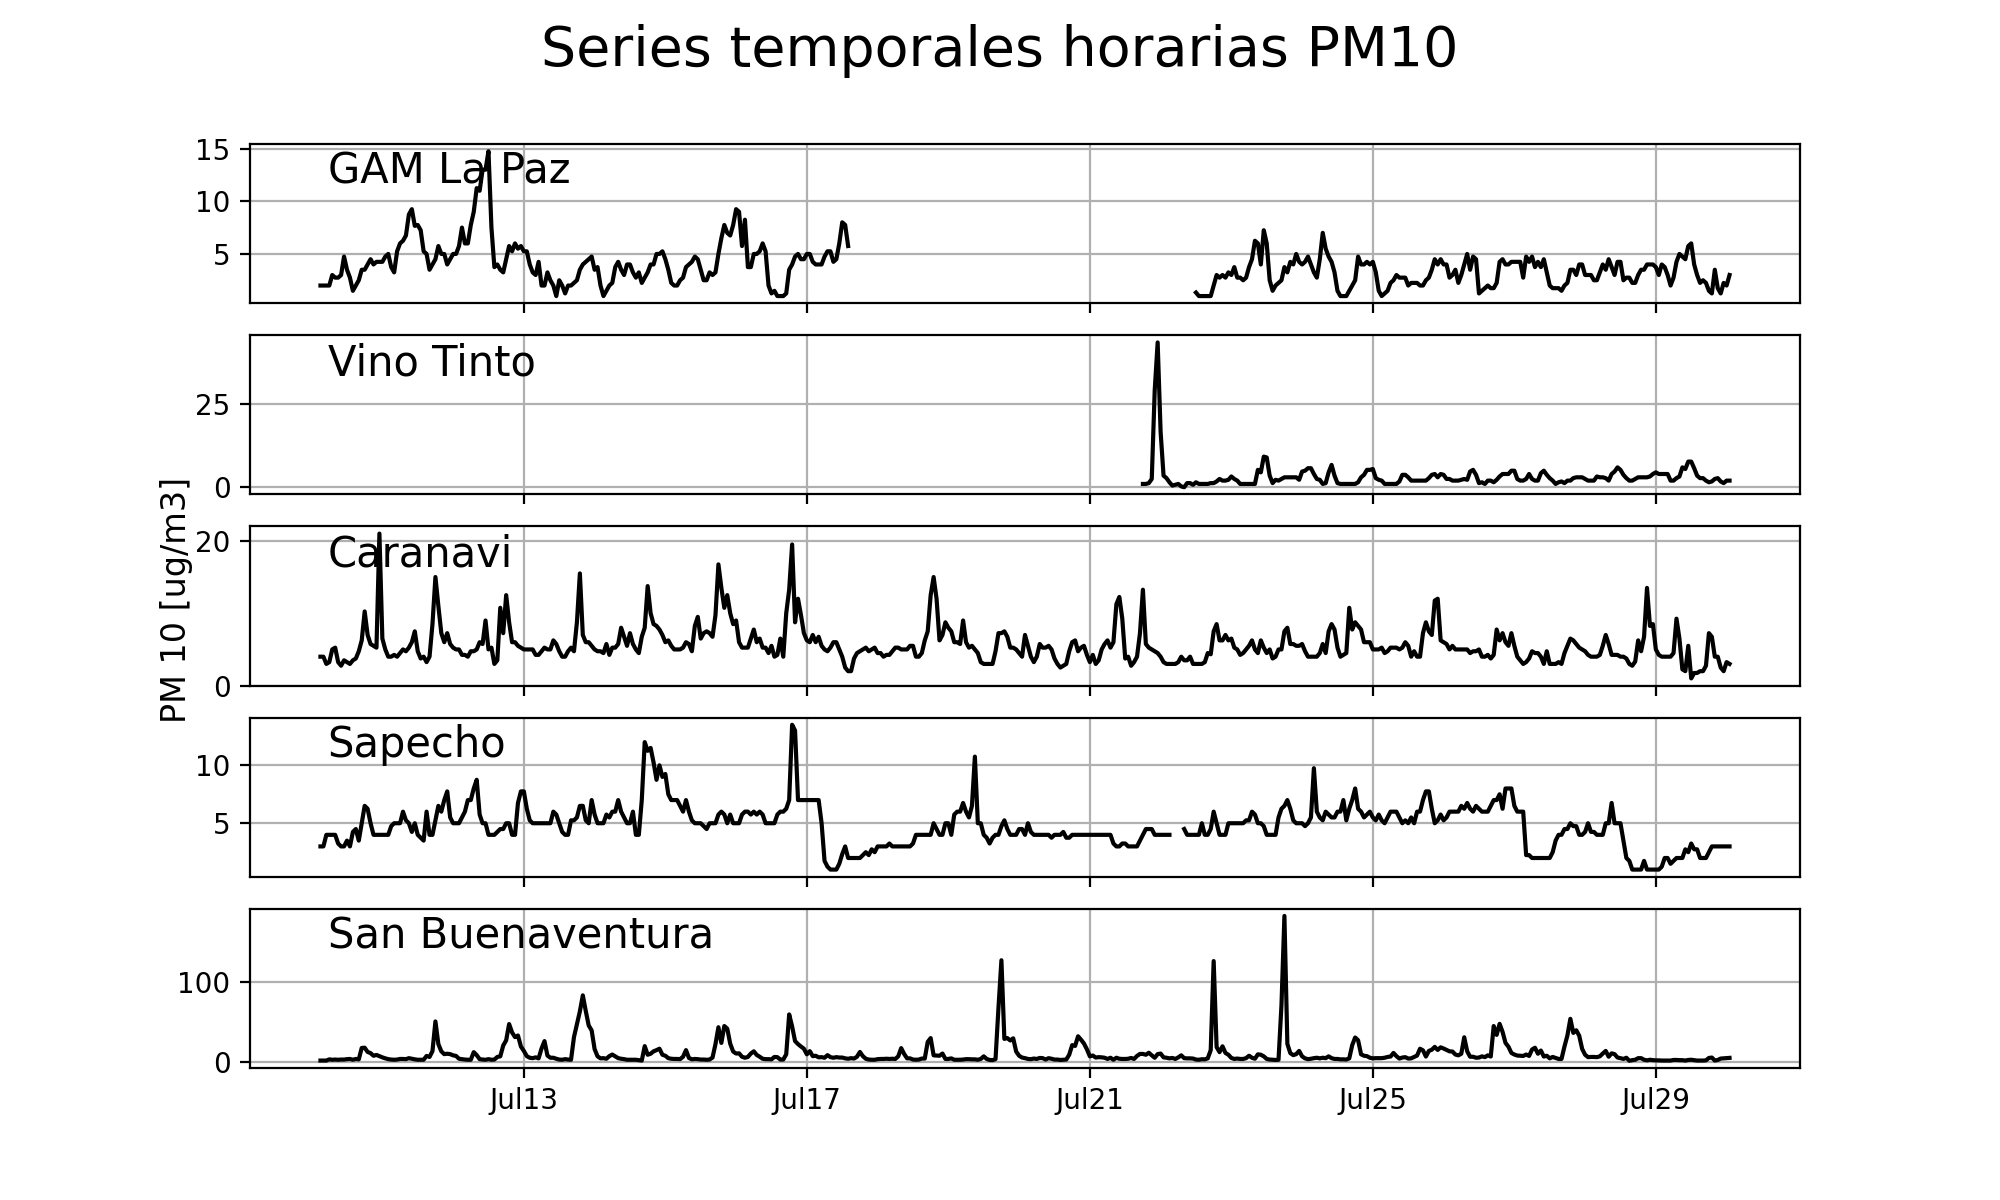 Series temporales horarias PM10
PM 10 [ug/m3]
GAM La Paz
15
10
5
Vino Tinto
25
0
Caranavi
20
0
Sapecho
10
5
San Buenaventura
100
0
Jul13 Jul17 Jul21 Jul25 Jul29